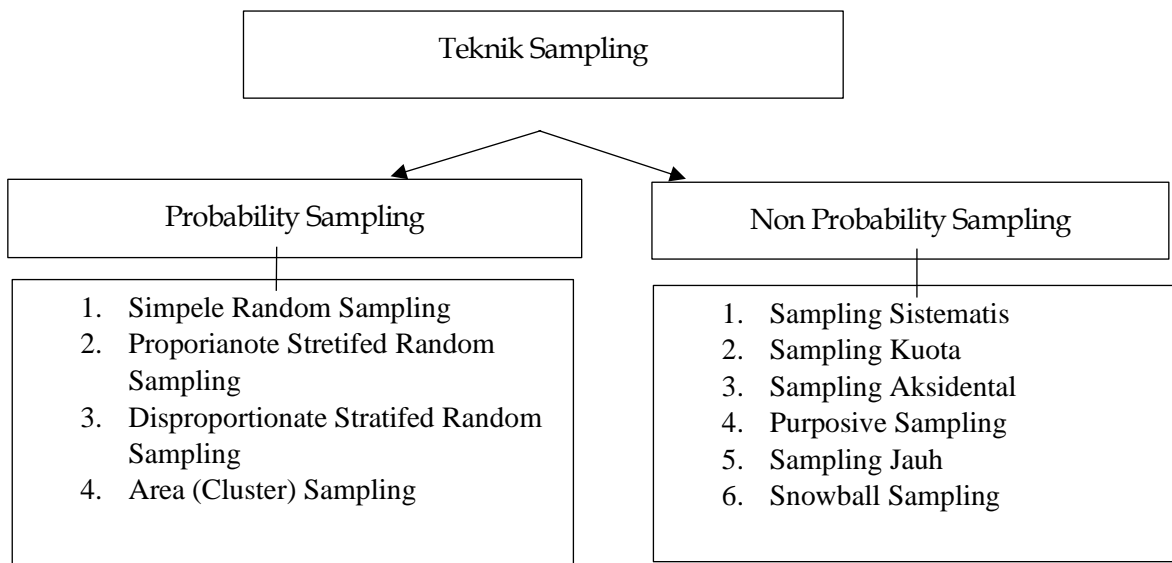 Teknik Sampling
Probability Sampling
1. Simpele Random Sampling
2. Proporianote Stretifed Random
Sampling
3. Disproportionate Stratifed Random
Sampling
4. Area (Cluster) Sampling
Non Probability Sampling
1. Sampling Sistematis
2. Sampling Kuota
3. Sampling Aksidental
4. Purposive Sampling
5. Sampling Jauh
6. Snowball Sampling